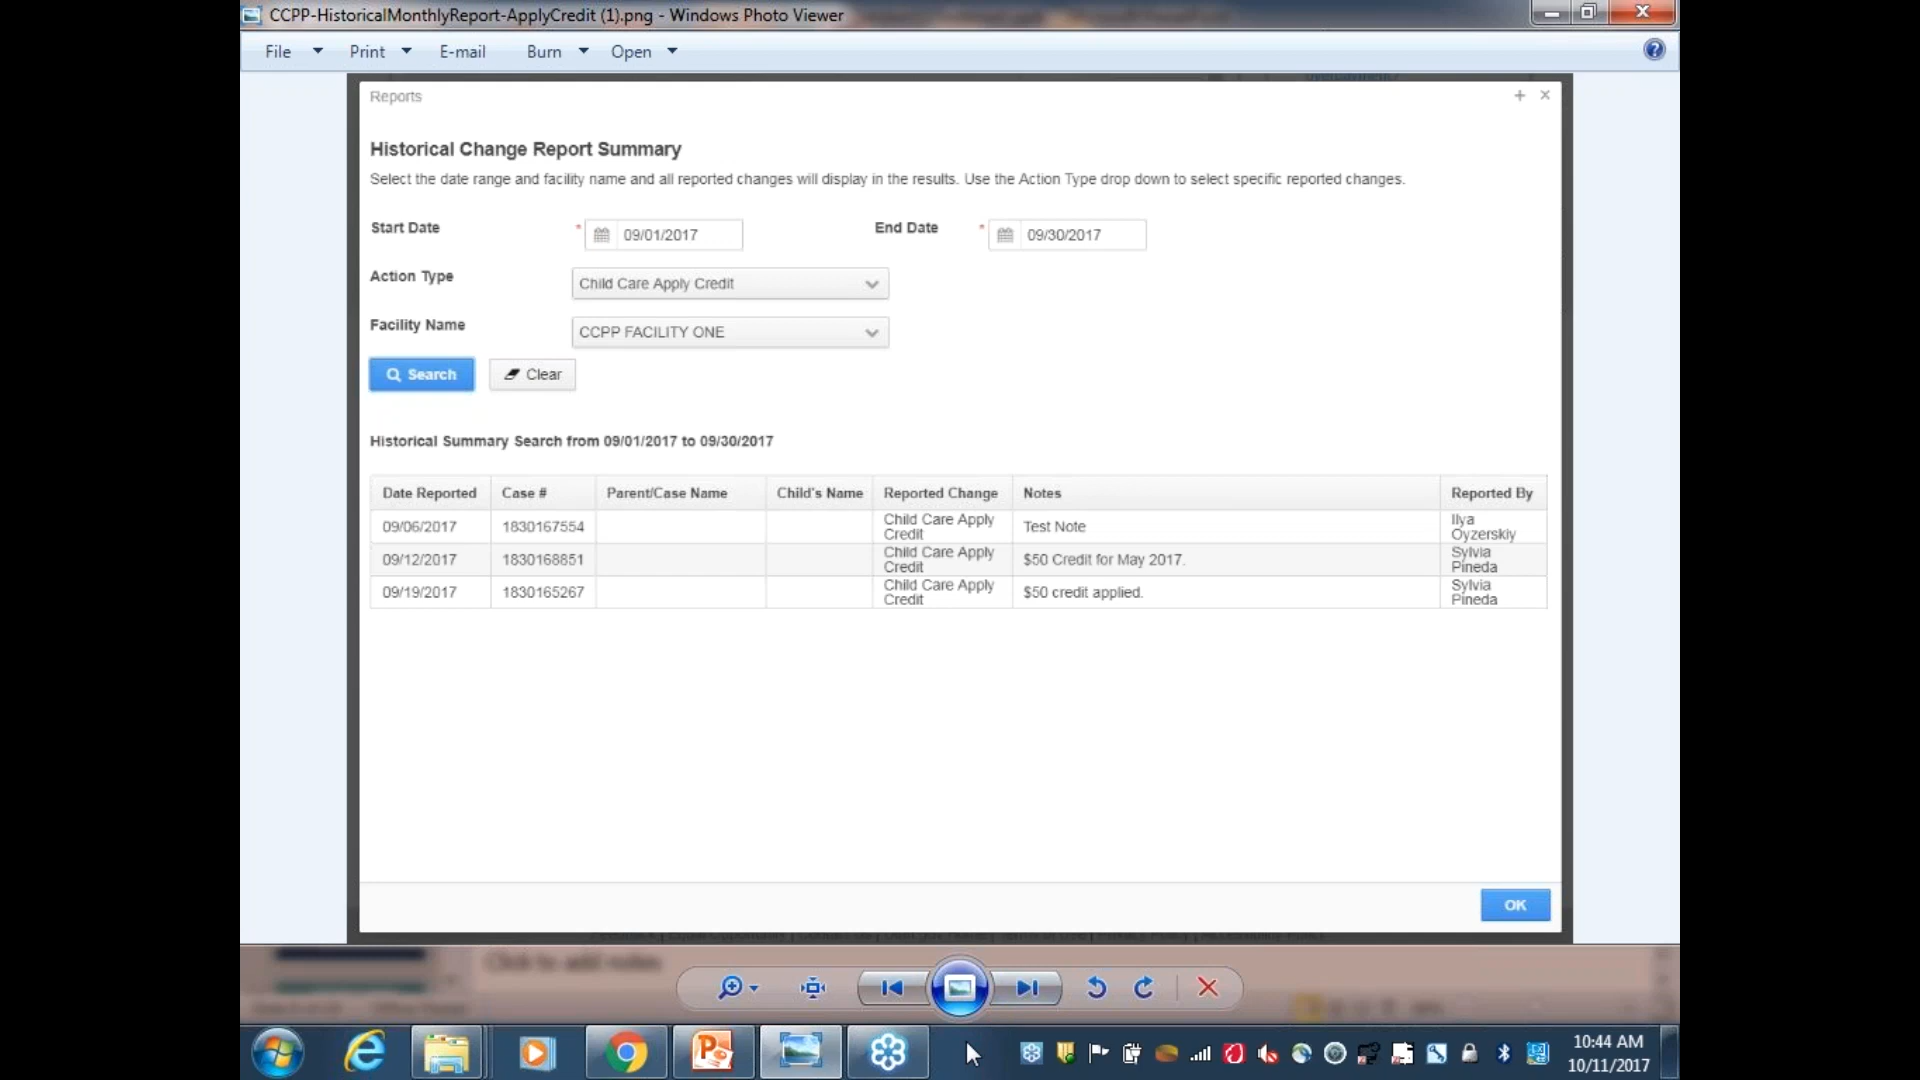 CCPP-HistoricalMonthlyReport-ApplyCredit (1).png - Windows Photo Viewer
File Print E-mail Burn Open
Reports
Historical Change Report Summary
Select the date range and facility name and all reported changes will display in the results. Use the Action Type drop down to select specific reported changes.
Start Date * 09/01/2017 End Date * 09/30/2017
Action Type Child Care Apply Credit
Facility Name CCPP FACILITY ONE
Search Clear
Historical Summary Search from 09/01/2017 to 09/30/2017
Date Reported Case # Parent/Case Name Child's Name Reported Change Notes Reported By
09/06/2017 1830167554 Child Care Apply Credit Test Note Ilya Oyzerskiy
09/12/2017 1830168851 Child Care Apply Credit $50 Credit for May 2017. Sylvia Pineda
09/19/2017 1830165267 Child Care Apply Credit $50 credit applied. Sylvia Pineda
OK
Click to add notes
10:44 AM
10/11/2017